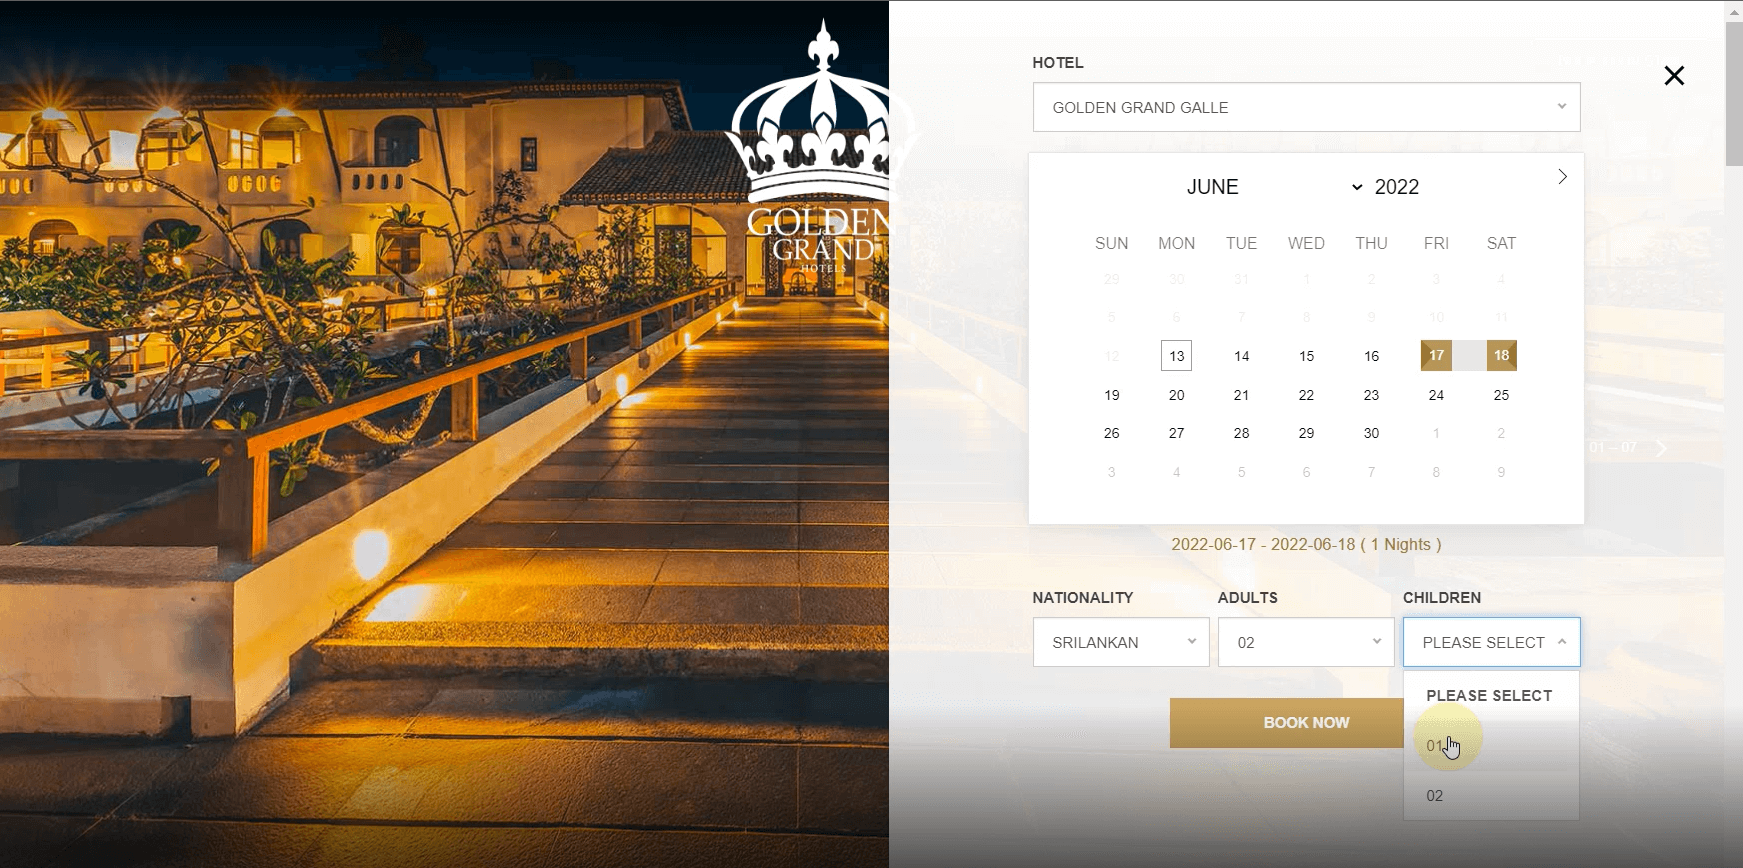 GOLDEN
GRAND
HOTELS
HOTEL
GOLDEN GRAND GALLE
JUNE 2022
SUN MON TUE WED THU FRI SAT
29 30 31 1 2 3 4
5 6 7 8 9 10 11
12 13 14 15 16 17 18
19 20 21 22 23 24 25
26 27 28 29 30 1 2
3 4 5 6 7 8 9
01 – 07
2022-06-17 - 2022-06-18 ( 1 Nights )
NATIONALITY ADULTS CHILDREN
SRILANKAN 02 PLEASE SELECT
PLEASE SELECT
BOOK NOW
01
02